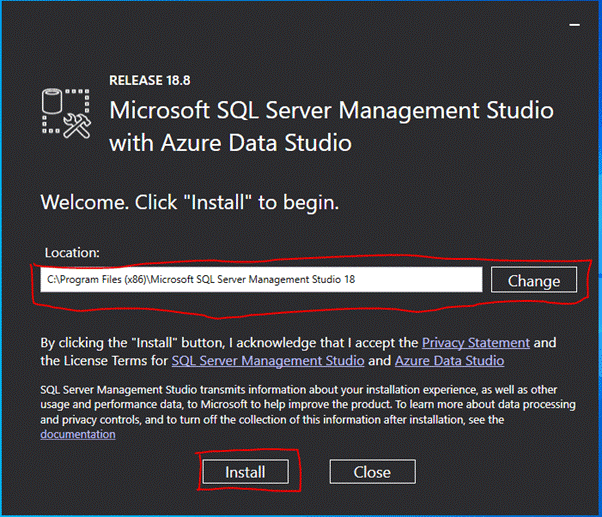 RELEASE 18.8
Microsoft SQL Server Management Studio
with Azure Data Studio
Welcome. Click "Install" to begin.
Location:
C:\Program Files (x86)\Microsoft SQL Server Management Studio 18
Change
By clicking the "Install" button, I acknowledge that I accept the Privacy Statement and
the License Terms for SQL Server Management Studio and Azure Data Studio
SQL Server Management Studio transmits information about your installation experience, as well as other
usage and performance data, to Microsoft to help improve the product. To learn more about data processing
and privacy controls, and to turn off the collection of this information after installation, see the
documentation
Install
Close